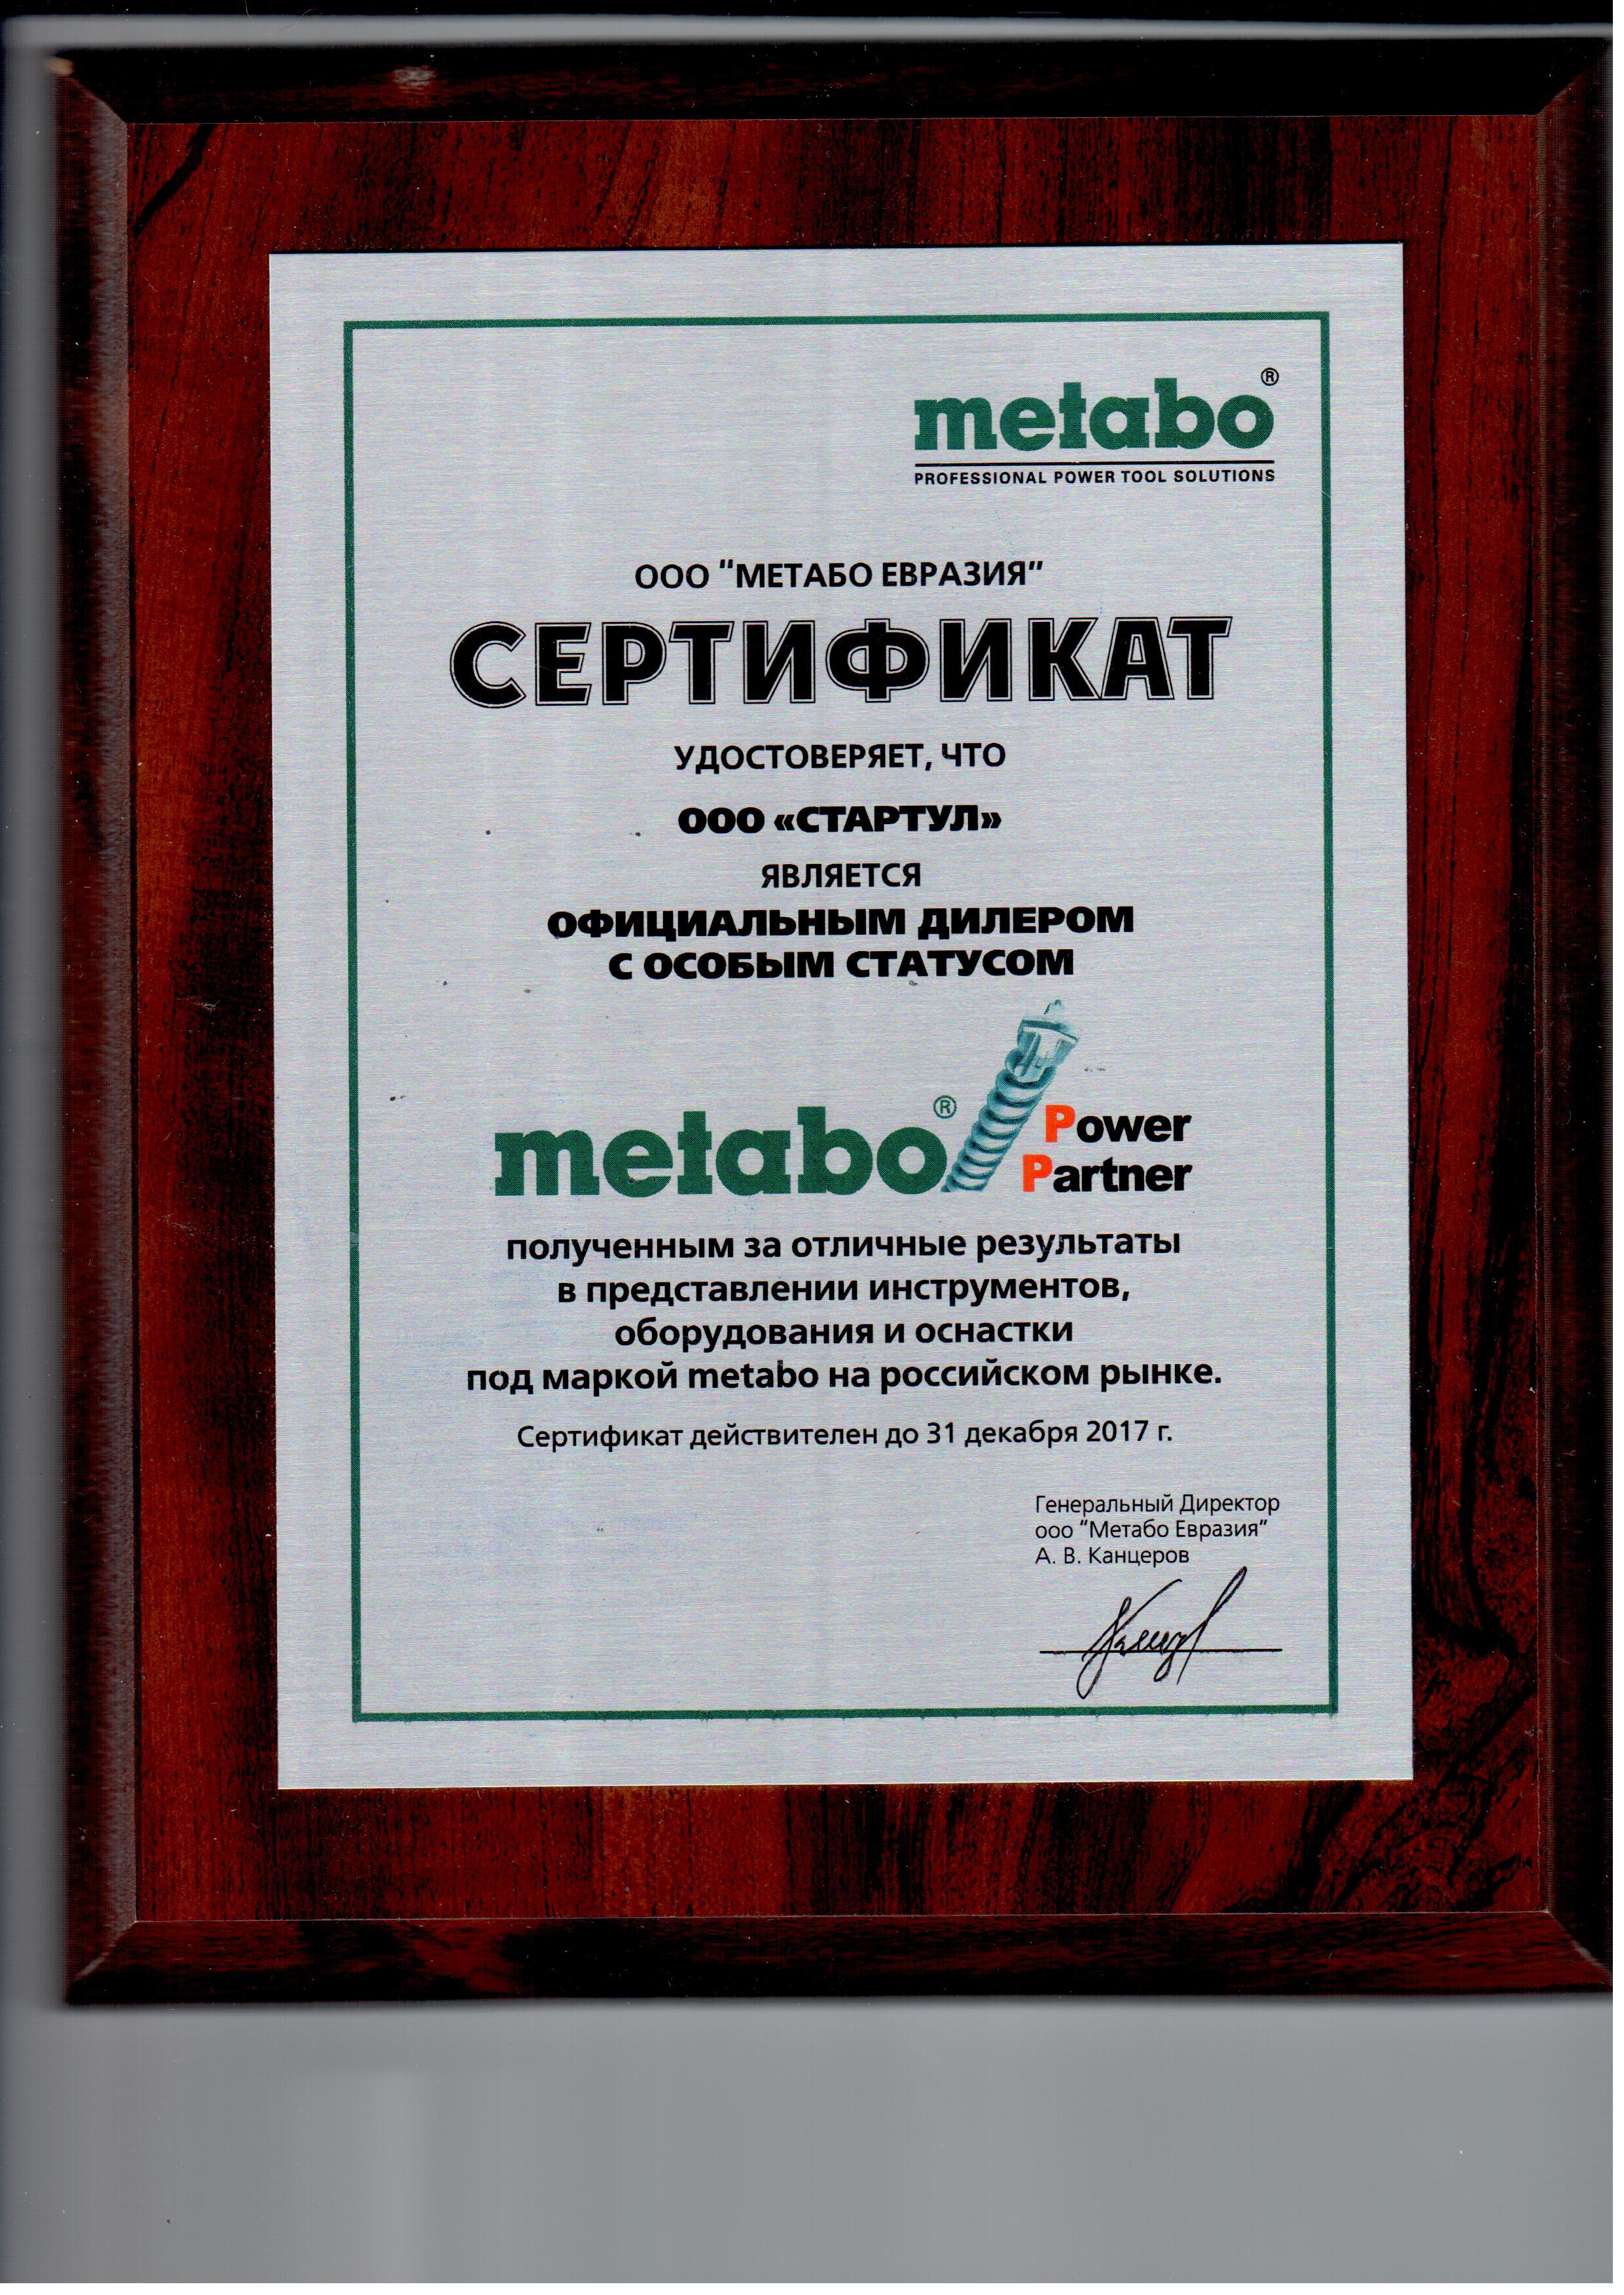 metabo®
PROFESSIONAL POWER TOOL SOLUTIONS
ООО "МЕТАБО ЕВРАЗИЯ"
СЕРТИФИКАТ
УДОСТОВЕРЯЕТ, ЧТО
ООО «СТАРТУЛ»
ЯВЛЯЕТСЯ
ОФИЦИАЛЬНЫМ ДИЛЕРОМ
С ОСОБЫМ СТАТУСОМ
metabo® Power
Partner
полученным за отличные результаты
в представлении инструментов,
оборудования и оснастки
под маркой metabo на российском рынке.
Сертификат действителен до 31 декабря 2017 г.
Генеральный Директор
ооо "Метабо Евразия"
А. В. Канцеров